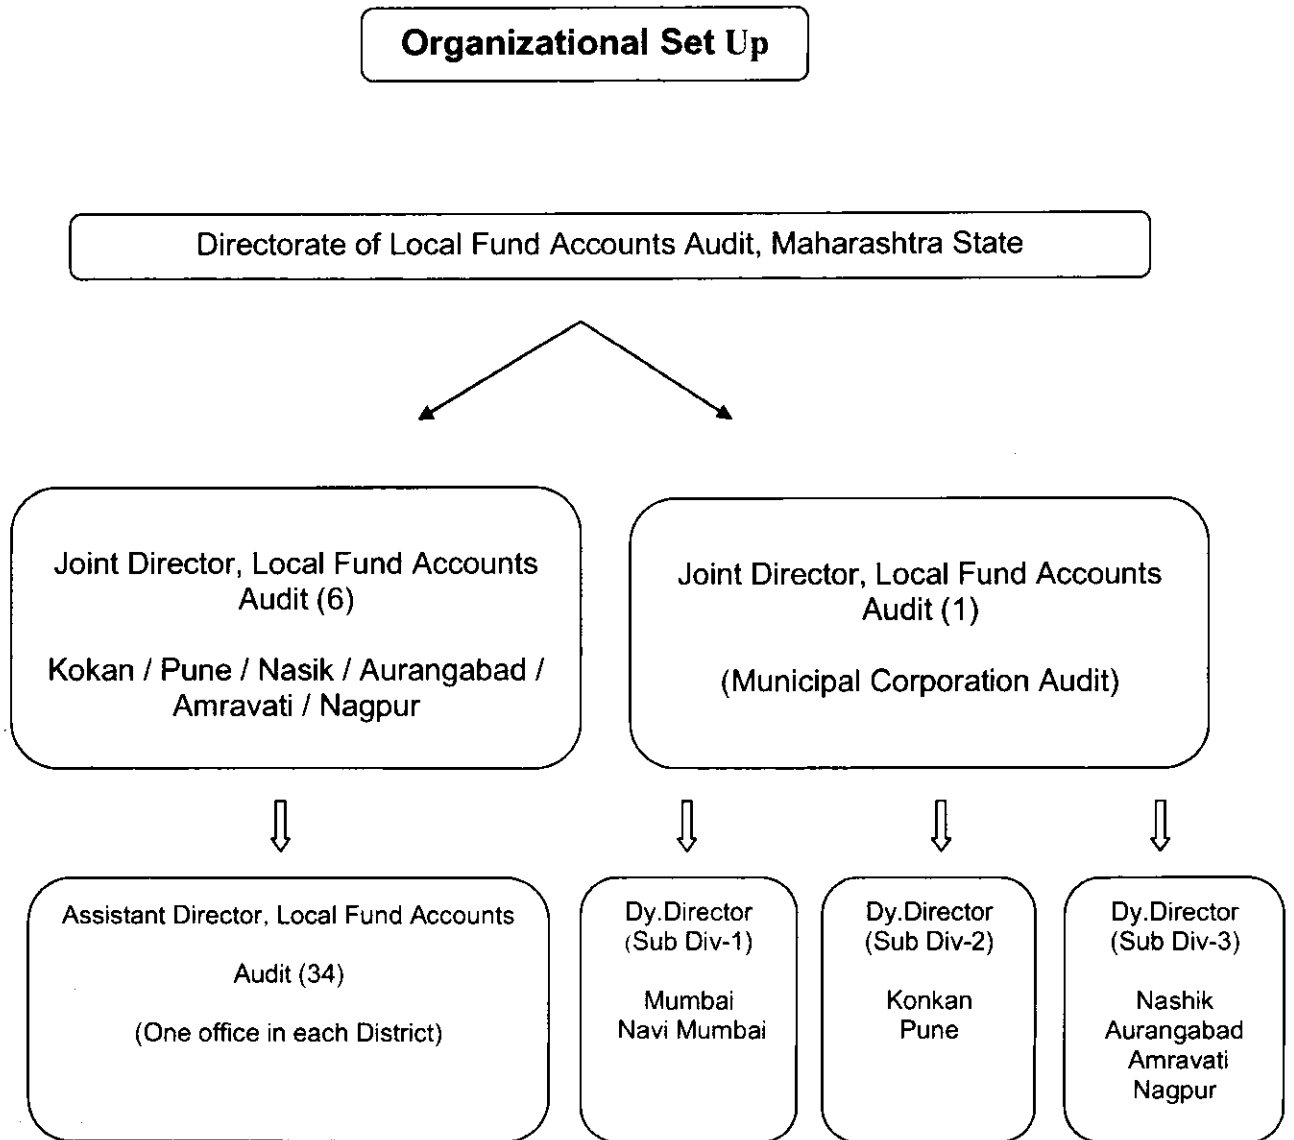 Organizational Set Up
Directorate of Local Fund Accounts Audit, Maharashtra State
Joint Director, Local Fund Accounts
Audit (6)
Kokan / Pune / Nasik / Aurangabad /
Amravati / Nagpur
Joint Director, Local Fund Accounts
Audit (1)
(Municipal Corporation Audit)
Assistant Director, Local Fund Accounts
Audit (34)
(One office in each District)
Dy.Director
(Sub Div-1)
Mumbai
Navi Mumbai
Dy.Director
(Sub Div-2)
Konkan
Pune
Dy.Director
(Sub Div-3)
Nashik
Aurangabad
Amravati
Nagpur